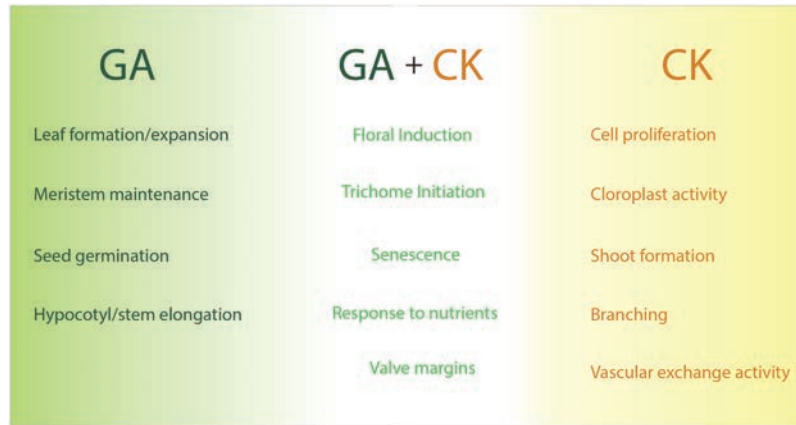 GA
GA + CK
CK
Leaf formation/expansion
Floral Induction
Cell proliferation
Meristem maintenance
Trichome Initiation
Cloroplast activity
Seed germination
Senescence
Shoot formation
Hypocotyl/stem elongation
Response to nutrients
Branching
Valve margins
Vascular exchange activity